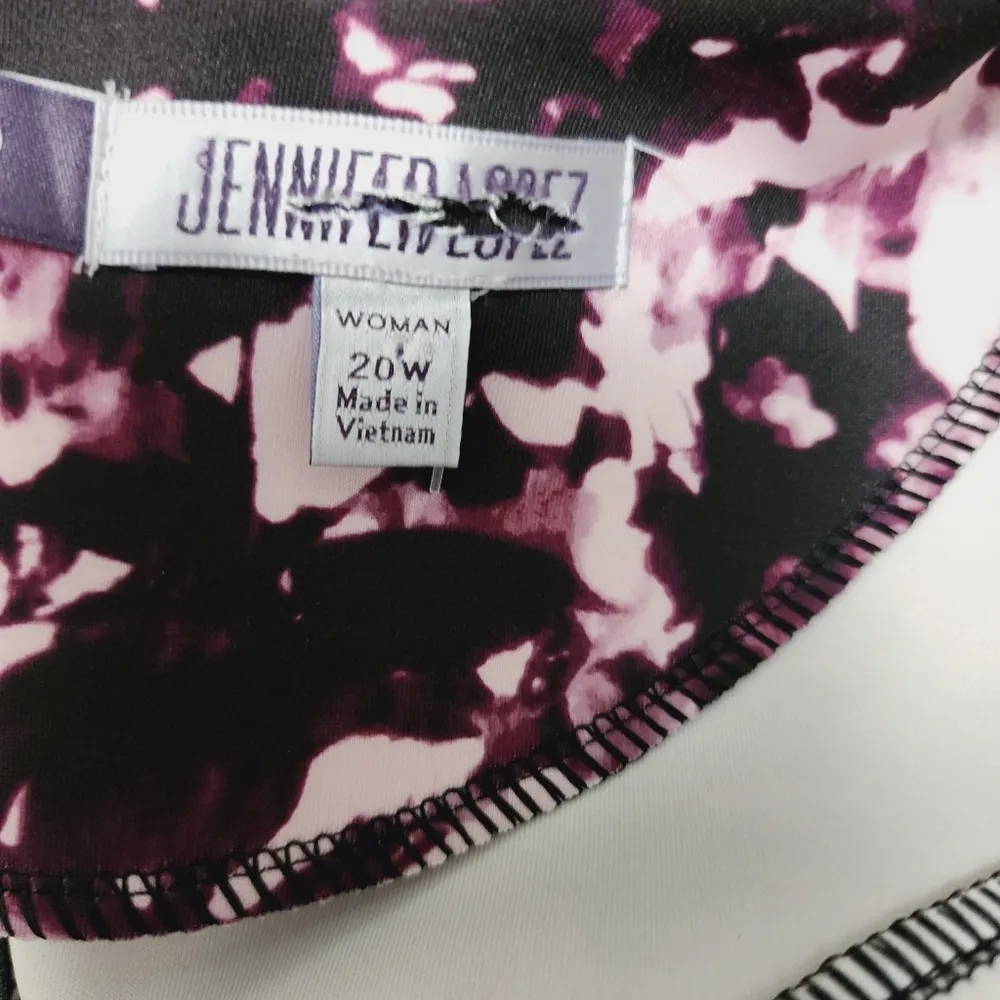 JENNIFER LOPEZ
WOMAN
20W
Made in
Vietnam